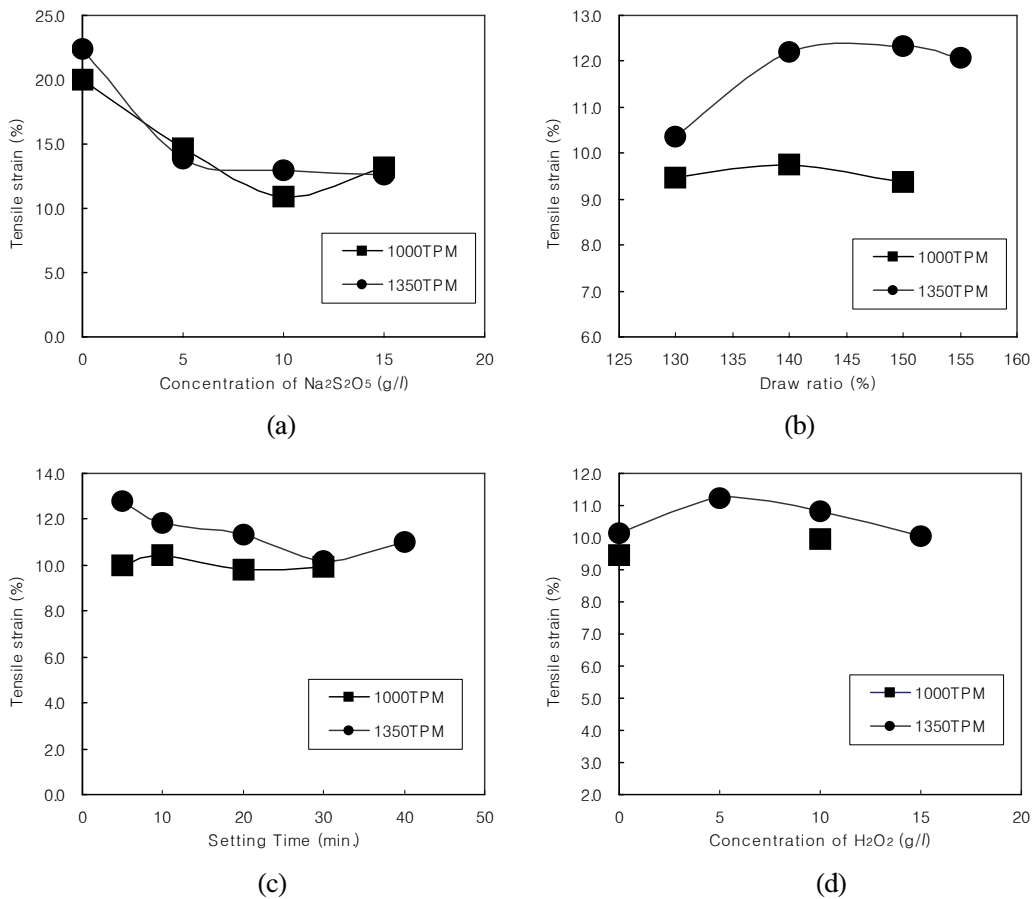 25.0
20.0
15.0
10.0
5.0
0.0
Tensile strain (%)
1000TPM
1350TPM
0 5 10 15 20
Concentration of Na2S2O5 (g/l)
(a)
13.0
12.0
11.0
10.0
9.0
8.0
7.0
6.0
Tensile strain (%)
1000TPM
1350TPM
125 130 135 140 145 150 155 160
Draw ratio (%)
(b)
14.0
12.0
10.0
8.0
6.0
4.0
2.0
0.0
Tensile strain (%)
1000TPM
1350TPM
0 10 20 30 40 50
Setting Time (min.)
(c)
12.0
11.0
10.0
9.0
8.0
7.0
6.0
5.0
4.0
3.0
2.0
Tensile strain (%)
1000TPM
1350TPM
0 5 10 15 20
Concentration of H2O2 (g/l)
(d)